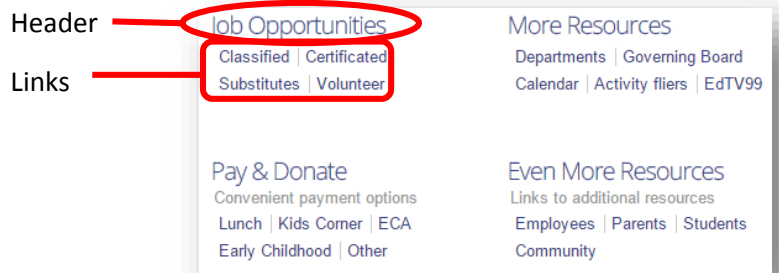 Header
Links
Job Opportunities
Classified | Certificated
Substitutes | Volunteer
More Resources
Departments | Governing Board
Calendar | Activity fliers | EdTV99
Pay & Donate
Convenient payment options
Lunch | Kids Corner | ECA
Early Childhood | Other
Even More Resources
Links to additional resources
Employees | Parents | Students
Community